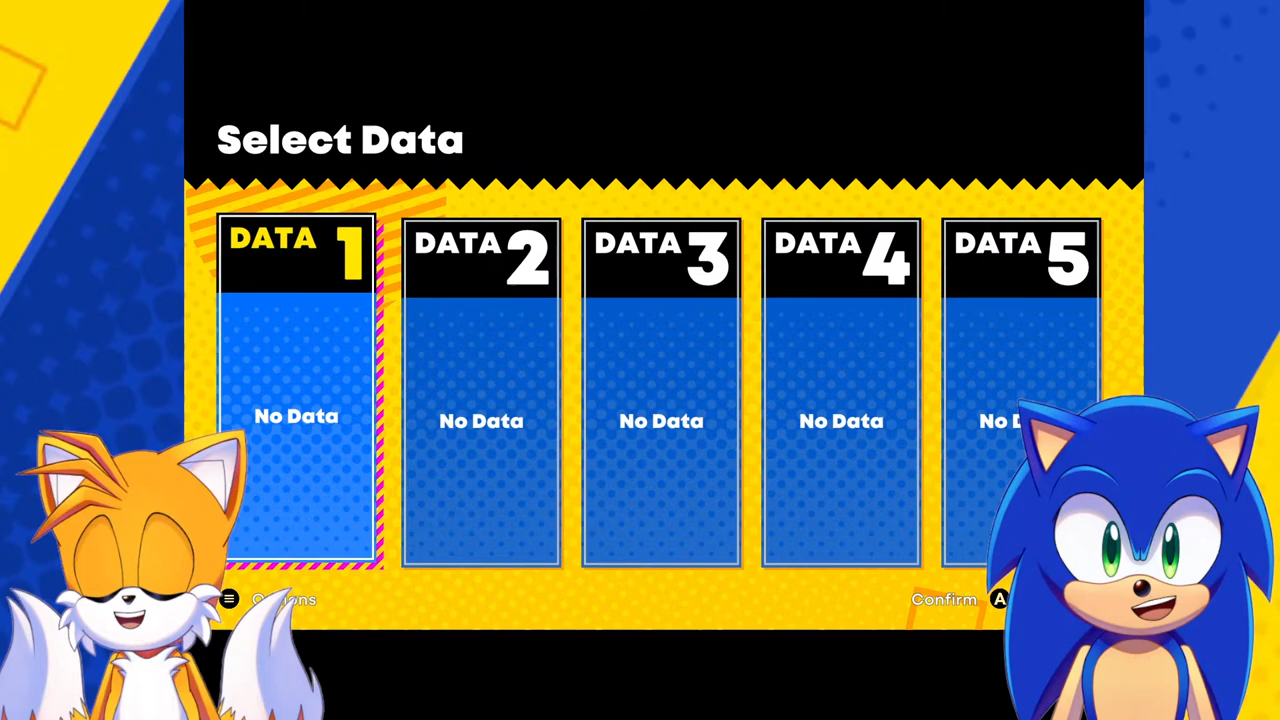 Select Data
DATA 1
DATA 2
DATA 3
DATA 4
DATA 5
No Data
No Data
No Data
No Data
No
Confirm A